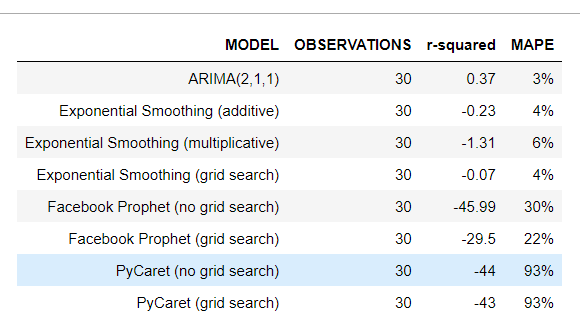 MODEL OBSERVATIONS r-squared MAPE
ARIMA(2,1,1) 30 0.37 3%
Exponential Smoothing (additive) 30 -0.23 4%
Exponential Smoothing (multiplicative) 30 -1.31 6%
Exponential Smoothing (grid search) 30 -0.07 4%
Facebook Prophet (no grid search) 30 -45.99 30%
Facebook Prophet (grid search) 30 -29.5 22%
PyCaret (no grid search) 30 -44 93%
PyCaret (grid search) 30 -43 93%